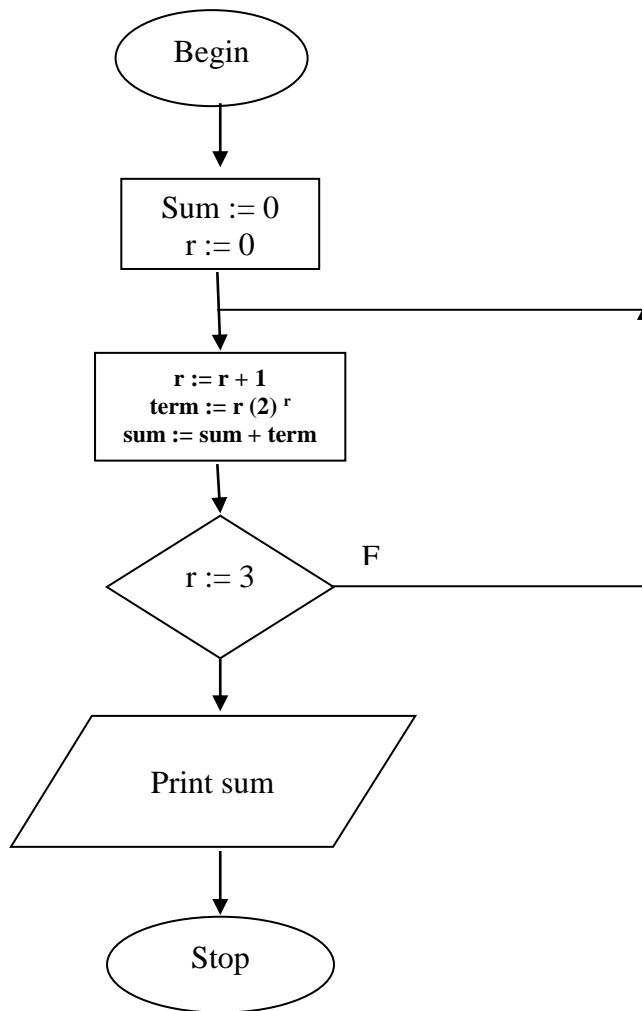 Begin
Sum := 0
r := 0
r := r + 1
term := r (2) ʳ
sum := sum + term
r := 3
F
Print sum
Stop